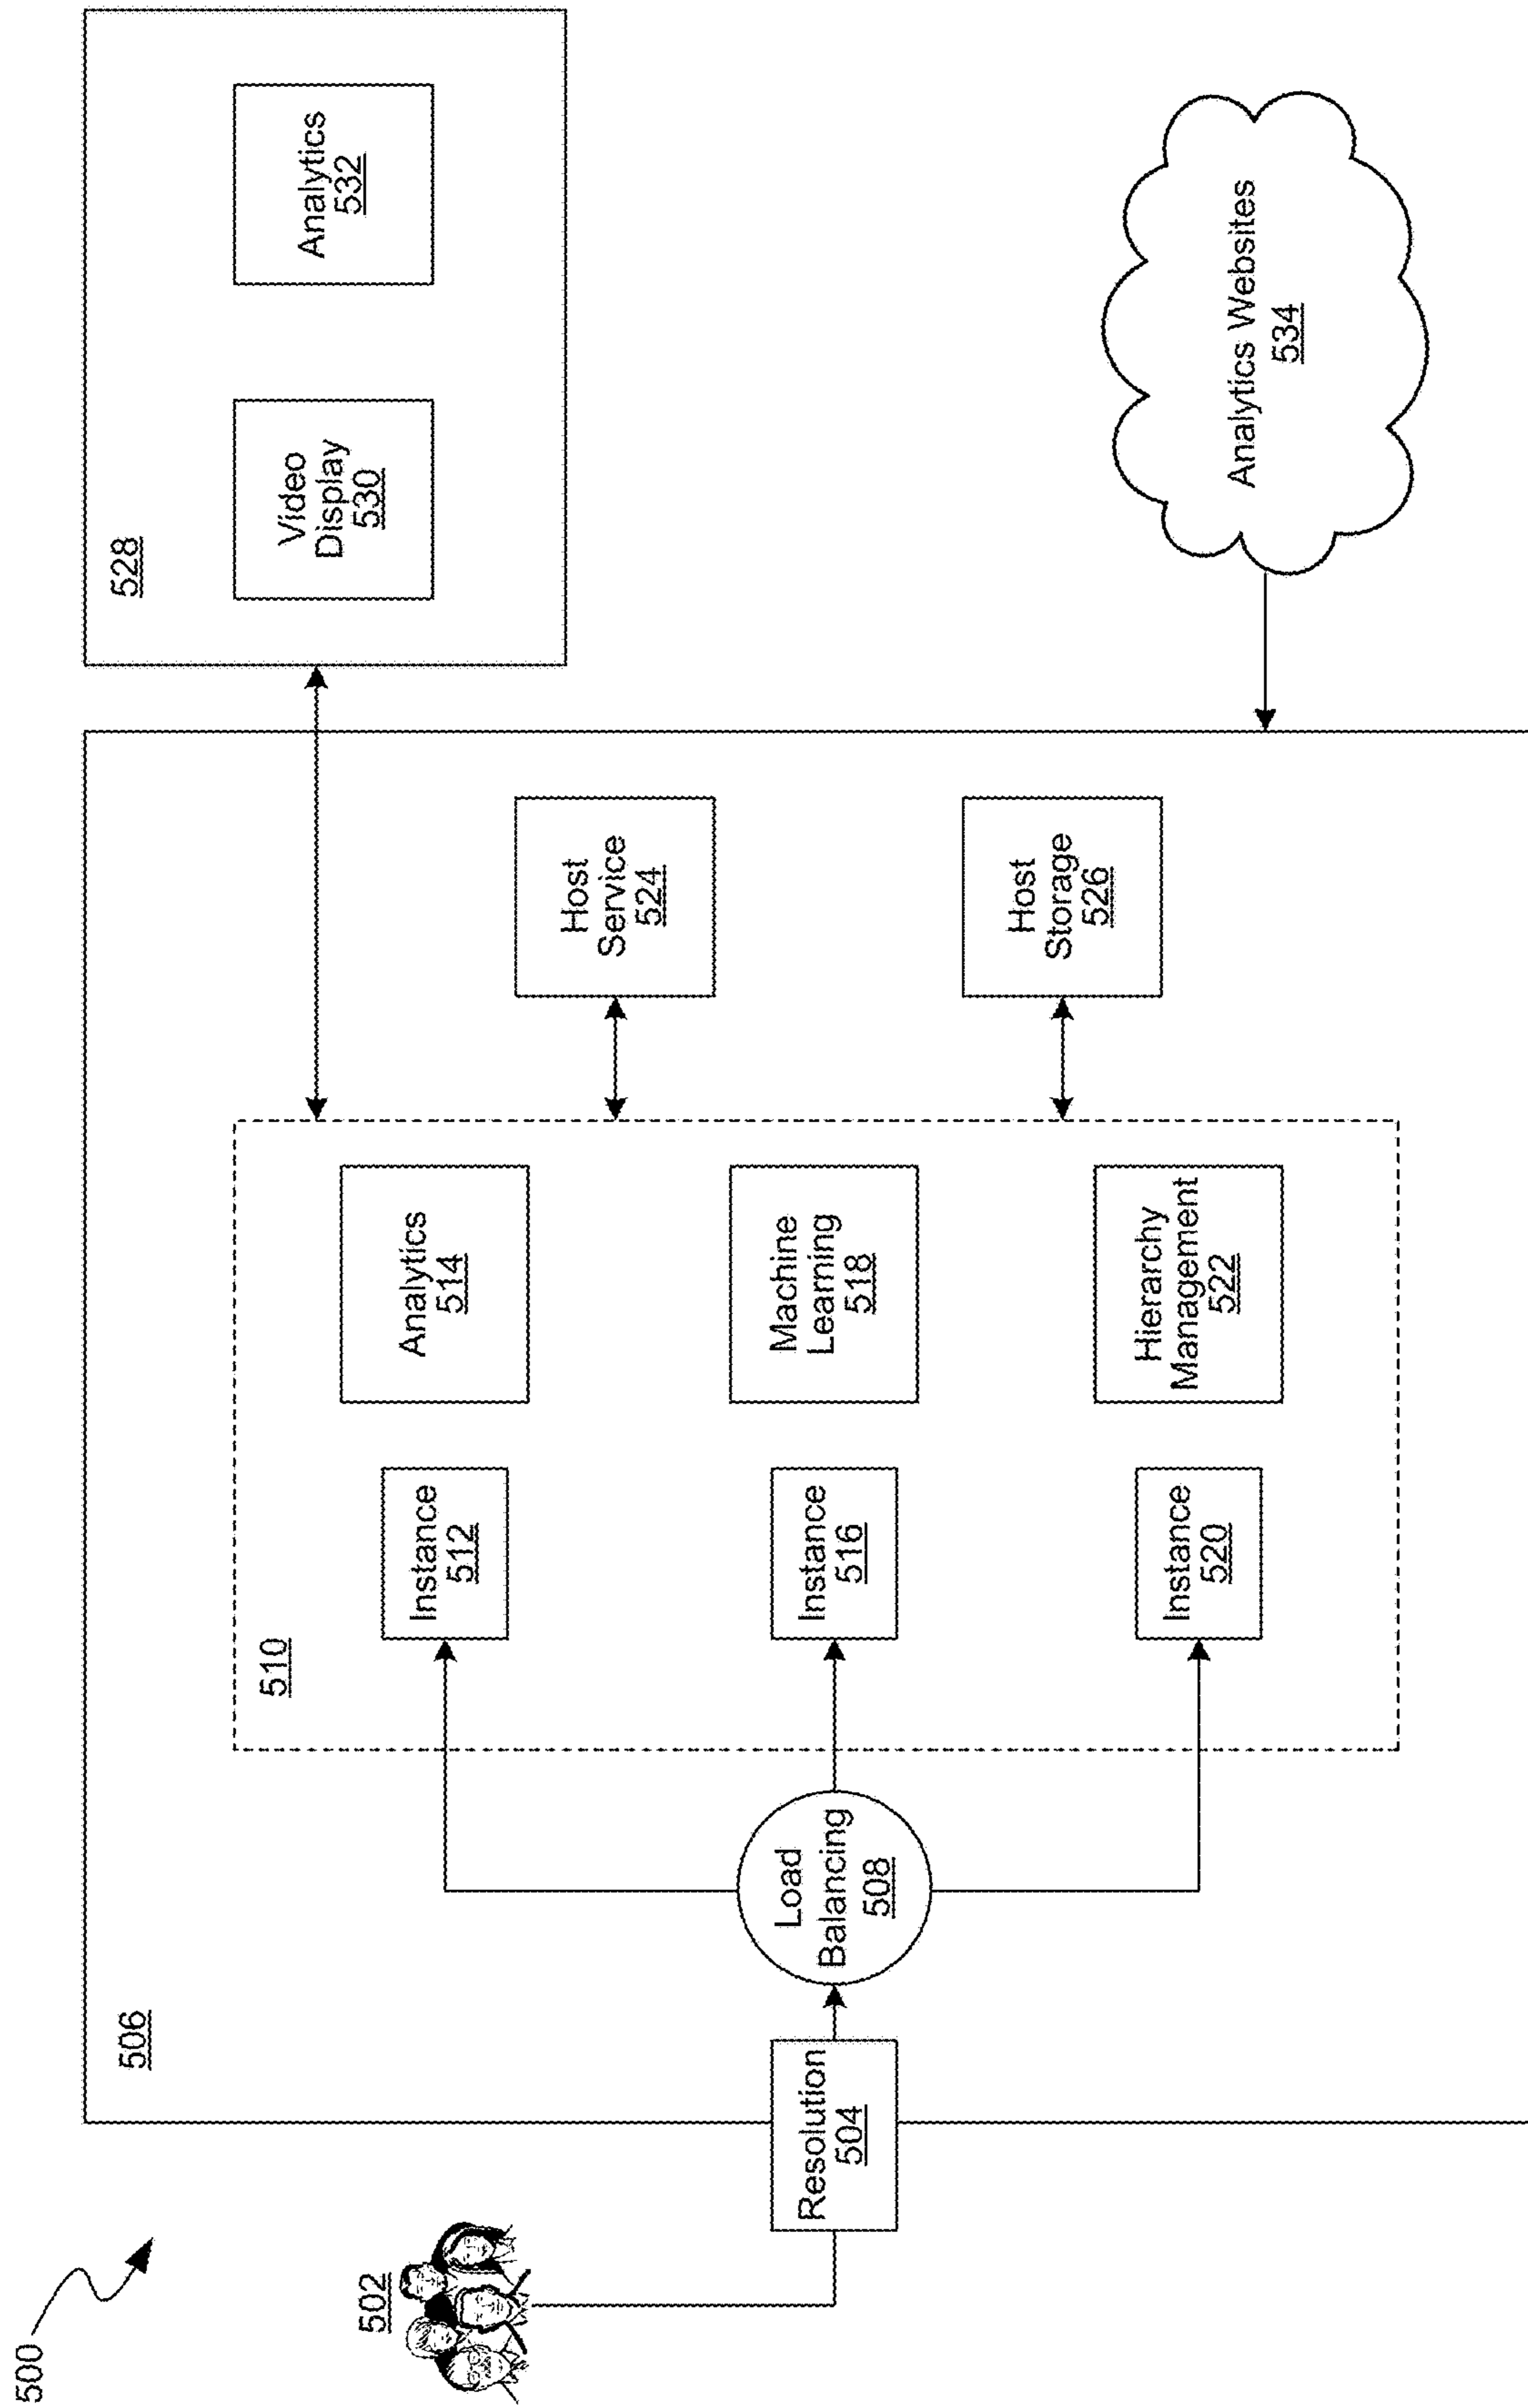 500
502
Resolution
504
506
Load
Balancing
508
510
Instance
512
Analytics
514
Instance
516
Machine
Learning
518
Instance
520
Hierarchy
Management
522
Host
Service
524
Host
Storage
526
528
Video
Display
530
Analytics
532
Analytics Websites
534